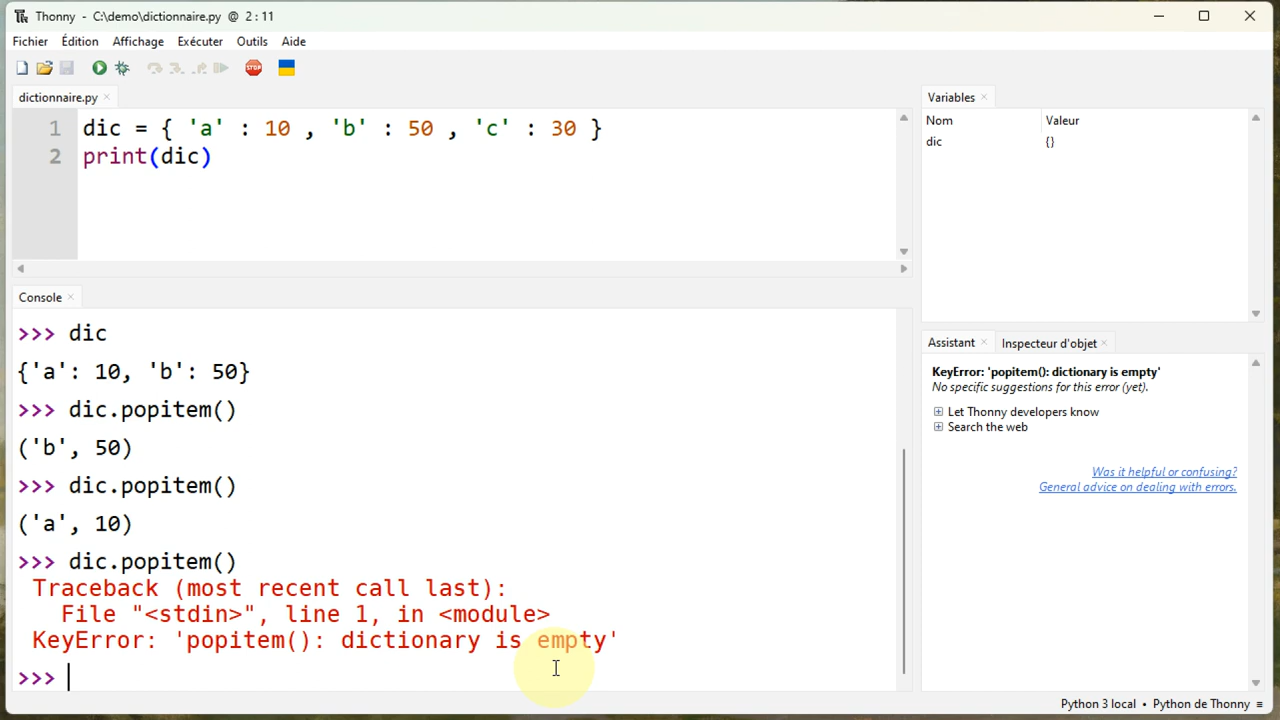 Thonny - C:\demo\dictionnaire.py @ 2 : 11
Fichier Édition Affichage Exécuter Outils Aide
STOP
dictionnaire.py ×
1 dic = { 'a' : 10 , 'b' : 50 , 'c' : 30 }
2 print(dic)
Console ×
>>> dic
{'a': 10, 'b': 50}
>>> dic.popitem()
('b', 50)
>>> dic.popitem()
('a', 10)
>>> dic.popitem()
Traceback (most recent call last):
File "<stdin>", line 1, in <module>
KeyError: 'popitem(): dictionary is empty'
>>>
Variables ×
Nom Valeur
dic {}
Assistant × Inspecteur d'objet ×
KeyError: 'popitem(): dictionary is empty'
No specific suggestions for this error (yet).
Let Thonny developers know
Search the web
Was it helpful or confusing?
General advice on dealing with errors.
Python 3 local • Python de Thonny ≡